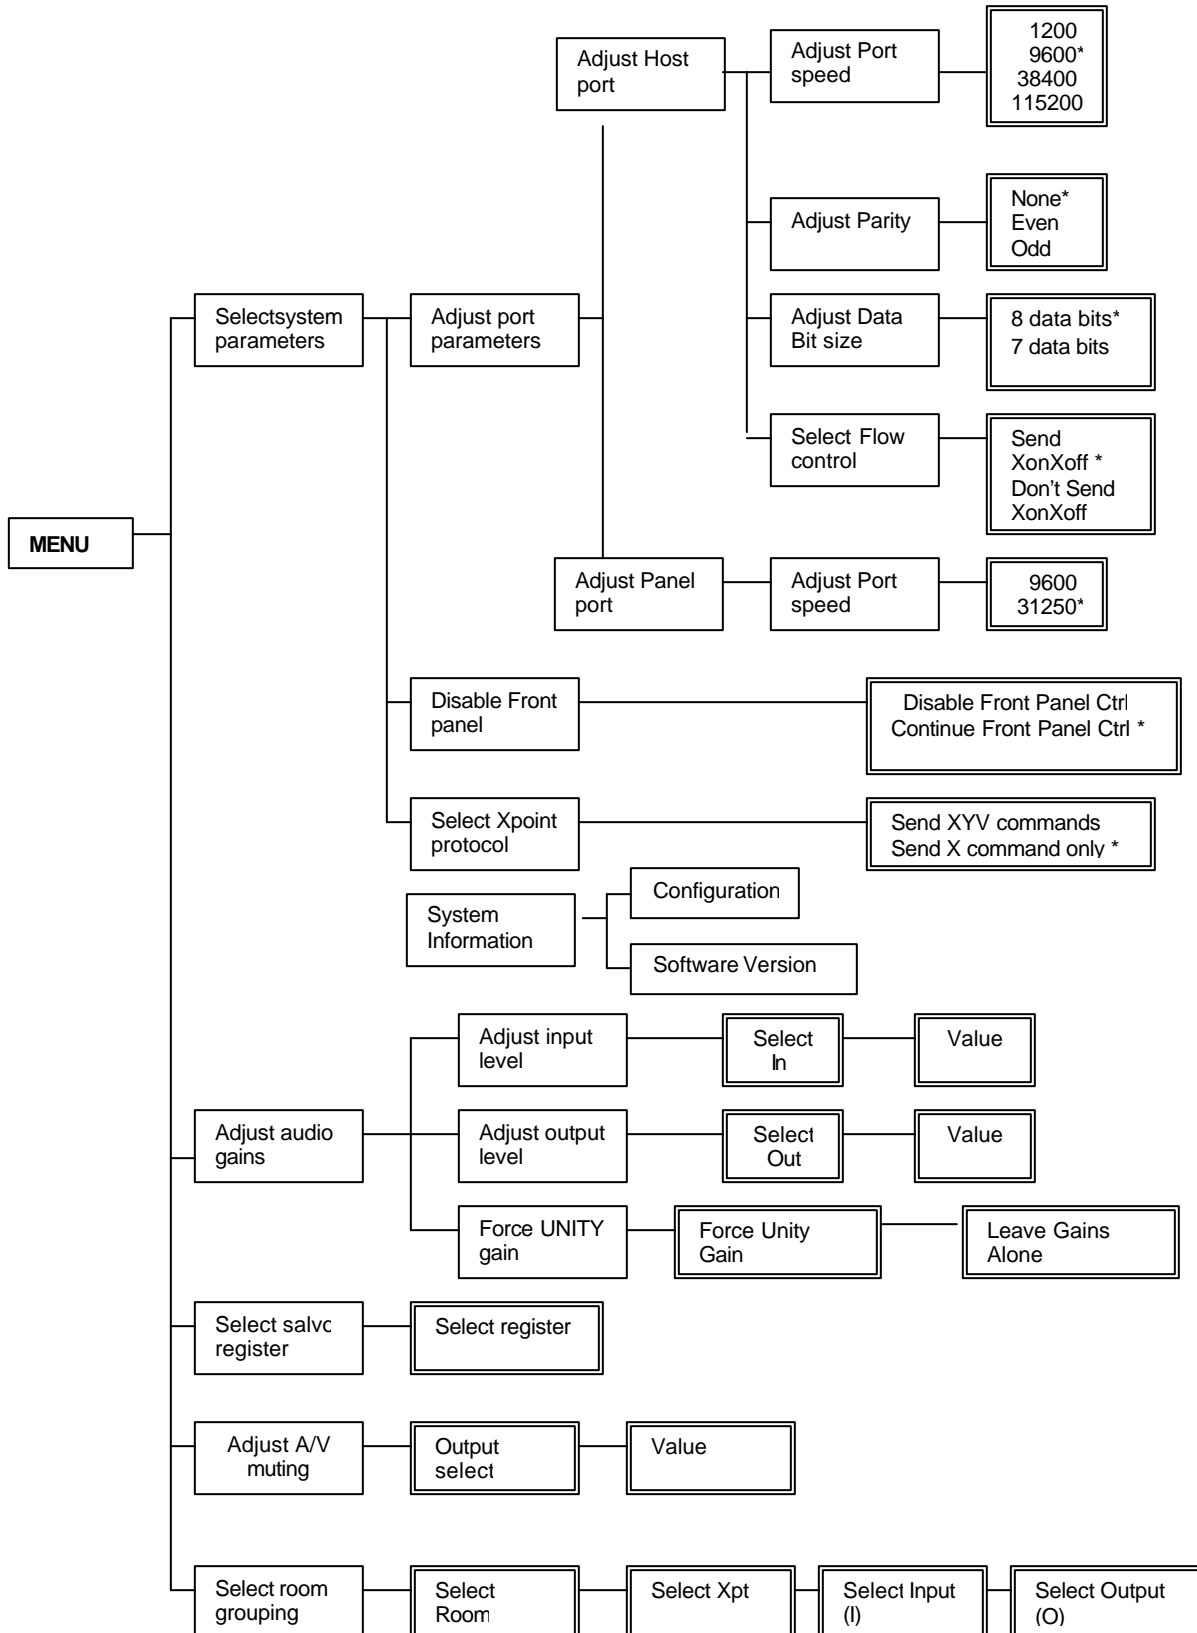 Adjust Host
port
Adjust Port
speed
1200
9600*
38400
115200
Adjust Parity
None*
Even
Odd
Selectsystem
parameters
Adjust port
parameters
Adjust Data
Bit size
8 data bits*
7 data bits
Select Flow
control
Send
XonXoff *
Don't Send
XonXoff
MENU
Adjust Panel
port
Adjust Port
speed
9600
31250*
Disable Front
panel
Disable Front Panel Ctrl
Continue Front Panel Ctrl *
Select Xpoint
protocol
Send XYV commands
Send X command only *
System
Information
Configuration
Software Version
Adjust audio
gains
Adjust input
level
Select
In
Value
Adjust output
level
Select
Out
Value
Force UNITY
gain
Force Unity
Gain
Leave Gains
Alone
Select salvo
register
Select register
Adjust A/V
muting
Output
select
Value
Select room
grouping
Select
Room
Select Xpt
Select Input
(I)
Select Output
(O)